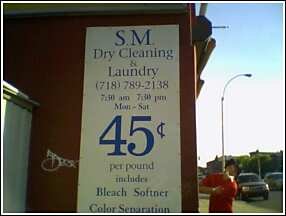 S.M.
Dry Cleaning
&
Laundry
(718) 789-2138
7:30 am 7:30 pm
Mon - Sat
45¢
per pound
includes
Bleach Softner
Color Separation